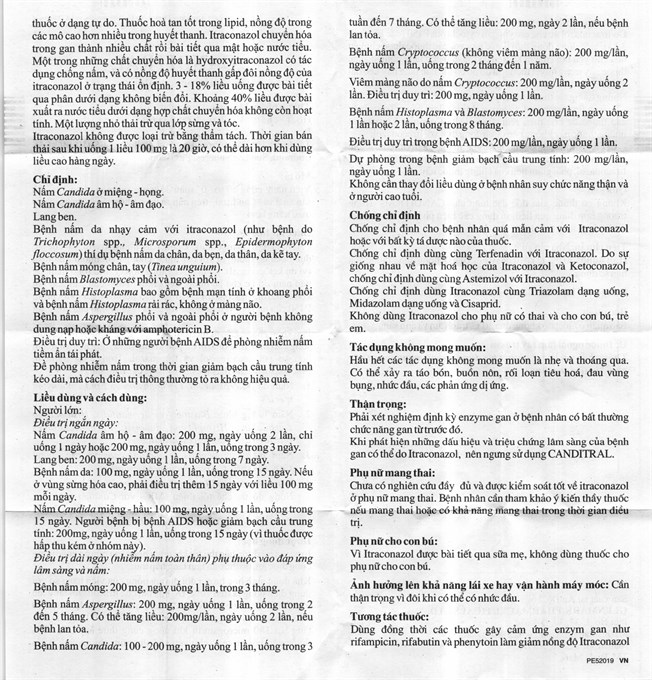 thuốc ở dạng tự do. Thuốc hoà tan tốt trong lipid, nồng độ trong
các mô cao hơn nhiều trong huyết thanh. Itraconazol chuyển hóa
trong gan thành nhiều chất rồi bài tiết qua mật hoặc nước tiểu.
Một trong những chất chuyển hóa là hydroxyitraconazol có tác
dụng chống nấm, và có nồng độ huyết thanh gấp đôi nồng độ của
itraconazol ở trạng thái ổn định. 3 - 18% liều uống được bài tiết
qua phân dưới dạng không biến đổi. Khoảng 40% liều được bài
xuất ra nước tiểu dưới dạng hợp chất chuyển hóa không còn hoạt
tính. Một lượng nhỏ thải trừ qua lớp sừng và tóc.
Itraconazol không được loại trừ bằng thẩm tách. Thời gian bán
thải sau khi uống 1 liều 100 mg là 20 giờ, có thể dài hơn khi dùng
liều cao hàng ngày.
Chỉ định:
Nấm Candida ở miệng - họng.
Nấm Candida âm hộ - âm đạo.
Lang ben.
Bệnh nấm da nhạy cảm với itraconazol (như bệnh do
Trichophyton spp., Microsporum spp., Epidermophyton
floccosum) thí dụ bệnh nấm da chân, da bẹn, da thân, da kẽ tay.
Bệnh nấm móng chân, tay (Tinea unguium).
Bệnh nấm Blastomyces phổi và ngoài phổi.
Bệnh nấm Histoplasma bao gồm bệnh mạn tính ở khoang phổi
và bệnh nấm Histoplasma rải rác, không ở màng não.
Bệnh nấm Aspergillus phổi và ngoài phổi ở người bệnh không
dung nạp hoặc kháng với amphotericin B.
Điều trị duy trì: Ở những người bệnh AIDS để phòng nhiễm nấm
tiềm ẩn tái phát.
Đề phòng nhiễm nấm trong thời gian giảm bạch cầu trung tính
kéo dài, mà cách điều trị thông thường tỏ ra không hiệu quả.
Liều dùng và cách dùng:
Người lớn:
Điều trị ngắn ngày:
Nấm Candida âm hộ - âm đạo: 200 mg, ngày uống 2 lần, chỉ
uống 1 ngày hoặc 200 mg, ngày uống 1 lần, uống trong 3 ngày.
Lang ben: 200 mg, ngày uống 1 lần, uống trong 7 ngày.
Bệnh nấm da: 100 mg, ngày uống 1 lần, uống trong 15 ngày. Nếu
ở vùng sừng hóa cao, phải điều trị thêm 15 ngày với liều 100 mg
mỗi ngày.
Nấm Candida miệng - hầu: 100 mg, ngày uống 1 lần, uống trong
15 ngày. Người bệnh bị bệnh AIDS hoặc giảm bạch cầu trung
tính: 200mg, ngày uống 1 lần, uống trong 15 ngày (vì thuốc được
hấp thu kém ở nhóm này).
Điều trị dài ngày (nhiễm nấm toàn thân) phụ thuộc vào đáp ứng
lâm sàng và nấm:
Bệnh nấm móng: 200 mg, ngày uống 1 lần, trong 3 tháng.
Bệnh nấm Aspergillus: 200 mg, ngày uống 1 lần, uống trong 2
đến 5 tháng. Có thể tăng liều: 200mg/lần, ngày uống 2 lần, nếu
bệnh lan tỏa.
Bệnh nấm Candida: 100 - 200 mg, ngày uống 1 lần, uống trong 3
tuần đến 7 tháng. Có thể tăng liều: 200 mg, ngày 2 lần, nếu bệnh
lan tỏa.
Bệnh nấm Cryptococcus (không viêm màng não): 200 mg/lần,
ngày uống 1 lần, uống trong 2 tháng đến 1 năm.
Viêm màng não do nấm Cryptococcus: 200 mg/lần, ngày uống 2
lần. Điều trị duy trì: 200 mg, ngày uống 1 lần.
Bệnh nấm Histoplasma và Blastomyces: 200 mg/lần, ngày uống
1 lần hoặc 2 lần, uống trong 8 tháng.
Điều trị duy trì trong bệnh AIDS: 200 mg/lần, ngày uống 1 lần.
Dự phòng trong bệnh giảm bạch cầu trung tính: 200 mg/lần,
ngày uống 1 lần.
Không cần thay đổi liều dùng ở bệnh nhân suy chức năng thận và
ở người cao tuổi.
Chống chỉ định
Chống chỉ định cho bệnh nhân quá mẫn cảm với Itraconazol
hoặc với bất kỳ tá dược nào của thuốc.
Chống chỉ định dùng cùng Terfenadin với Itraconazol. Do sự
giống nhau về mặt hoá học của Itraconazol và Ketoconazol,
chống chỉ định dùng cùng Astemizol với Itraconazol.
Chống chỉ định dùng Itraconazol cùng Triazolam dạng uống,
Midazolam dạng uống và Cisaprid.
Không dùng Itraconazol cho phụ nữ có thai và cho con bú, trẻ
em.
Tác dụng không mong muốn:
Hầu hết các tác dụng không mong muốn là nhẹ và thoáng qua.
Có thể xảy ra táo bón, buồn nôn, rối loạn tiêu hoá, đau vùng
bụng, nhức đầu, các phản ứng dị ứng.
Thận trọng:
Phải xét nghiệm định kỳ enzyme gan ở bệnh nhân có bất thường
chức năng gan từ trước đó.
Khi phát hiện những dấu hiệu và triệu chứng lâm sàng của bệnh
gan có thể do Itraconazol, nên ngưng sử dụng CANDITRAL.
Phụ nữ mang thai:
Chưa có nghiên cứu đầy đủ và được kiểm soát tốt về itraconazol
ở phụ nữ mang thai. Bệnh nhân cần tham khảo ý kiến thầy thuốc
nếu mang thai hoặc có khả năng mang thai trong thời gian điều
trị.
Phụ nữ cho con bú:
Vì Itraconazol được bài tiết qua sữa mẹ, không dùng thuốc cho
phụ nữ cho con bú.
Ảnh hưởng lên khả năng lái xe hay vận hành máy móc: Cẩn
thận trọng vì đôi khi có thể có nhức đầu.
Tương tác thuốc:
Dùng đồng thời các thuốc gây cảm ứng enzym gan như
rifampicin, rifabutin và phenytoin làm giảm nồng độ Itraconazol
PE52019 VN